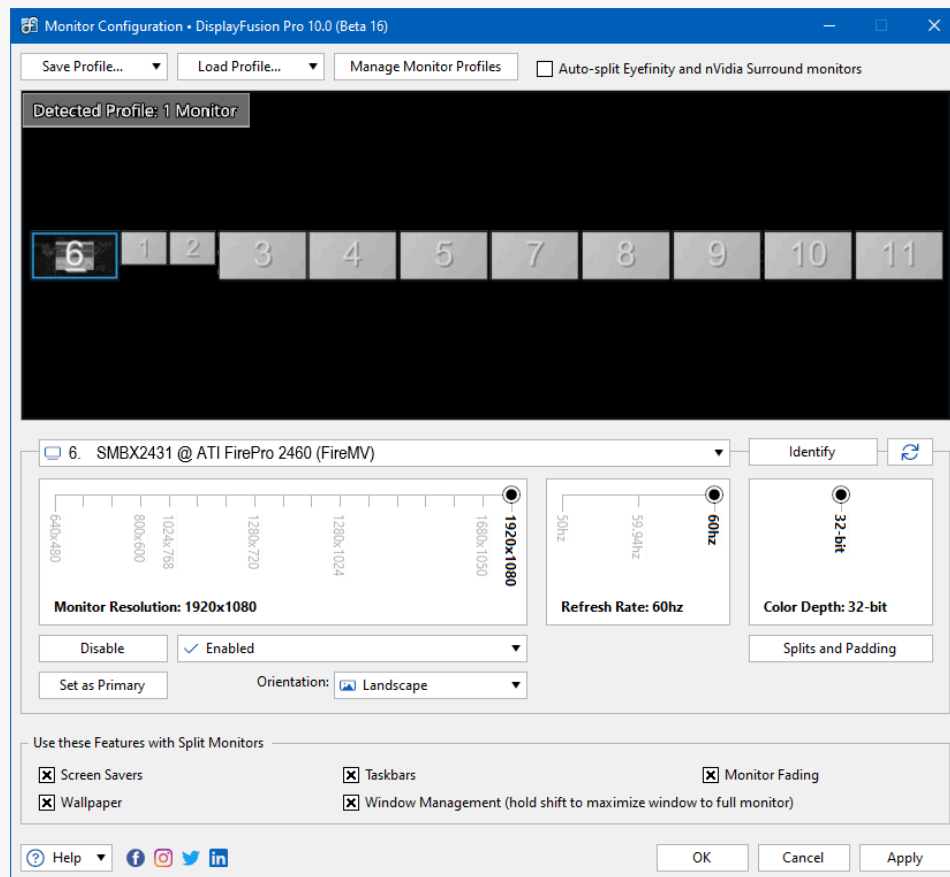 Monitor Configuration • DisplayFusion Pro 10.0 (Beta 16)
Save Profile... Load Profile... Manage Monitor Profiles Auto-split Eyefinity and nVidia Surround monitors
Detected Profile: 1 Monitor
6 1 2 3 4 5 7 8 9 10 11
6. SMBX2431 @ ATI FirePro 2460 (FireMV) Identify
640x480 800x600 1024x768 1280x720 1280x1024 1680x1050 1920x1080 50hz 59.94hz 60hz 32-bit
Monitor Resolution: 1920x1080 Refresh Rate: 60hz Color Depth: 32-bit
Disable Enabled Splits and Padding
Set as Primary Orientation: Landscape
Use these Features with Split Monitors
Screen Savers Taskbars Monitor Fading
Wallpaper Window Management (hold shift to maximize window to full monitor)
Help OK Cancel Apply